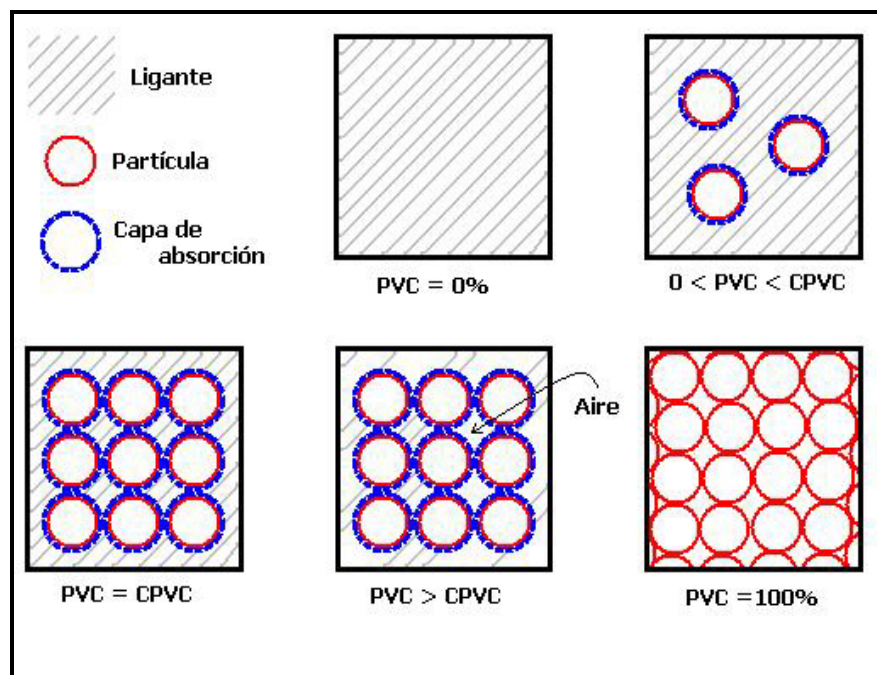 Ligante
Partícula
Capa de
absorción
PVC = 0%
0 < PVC < CPVC
Aire
PVC = CPVC
PVC > CPVC
PVC =100%